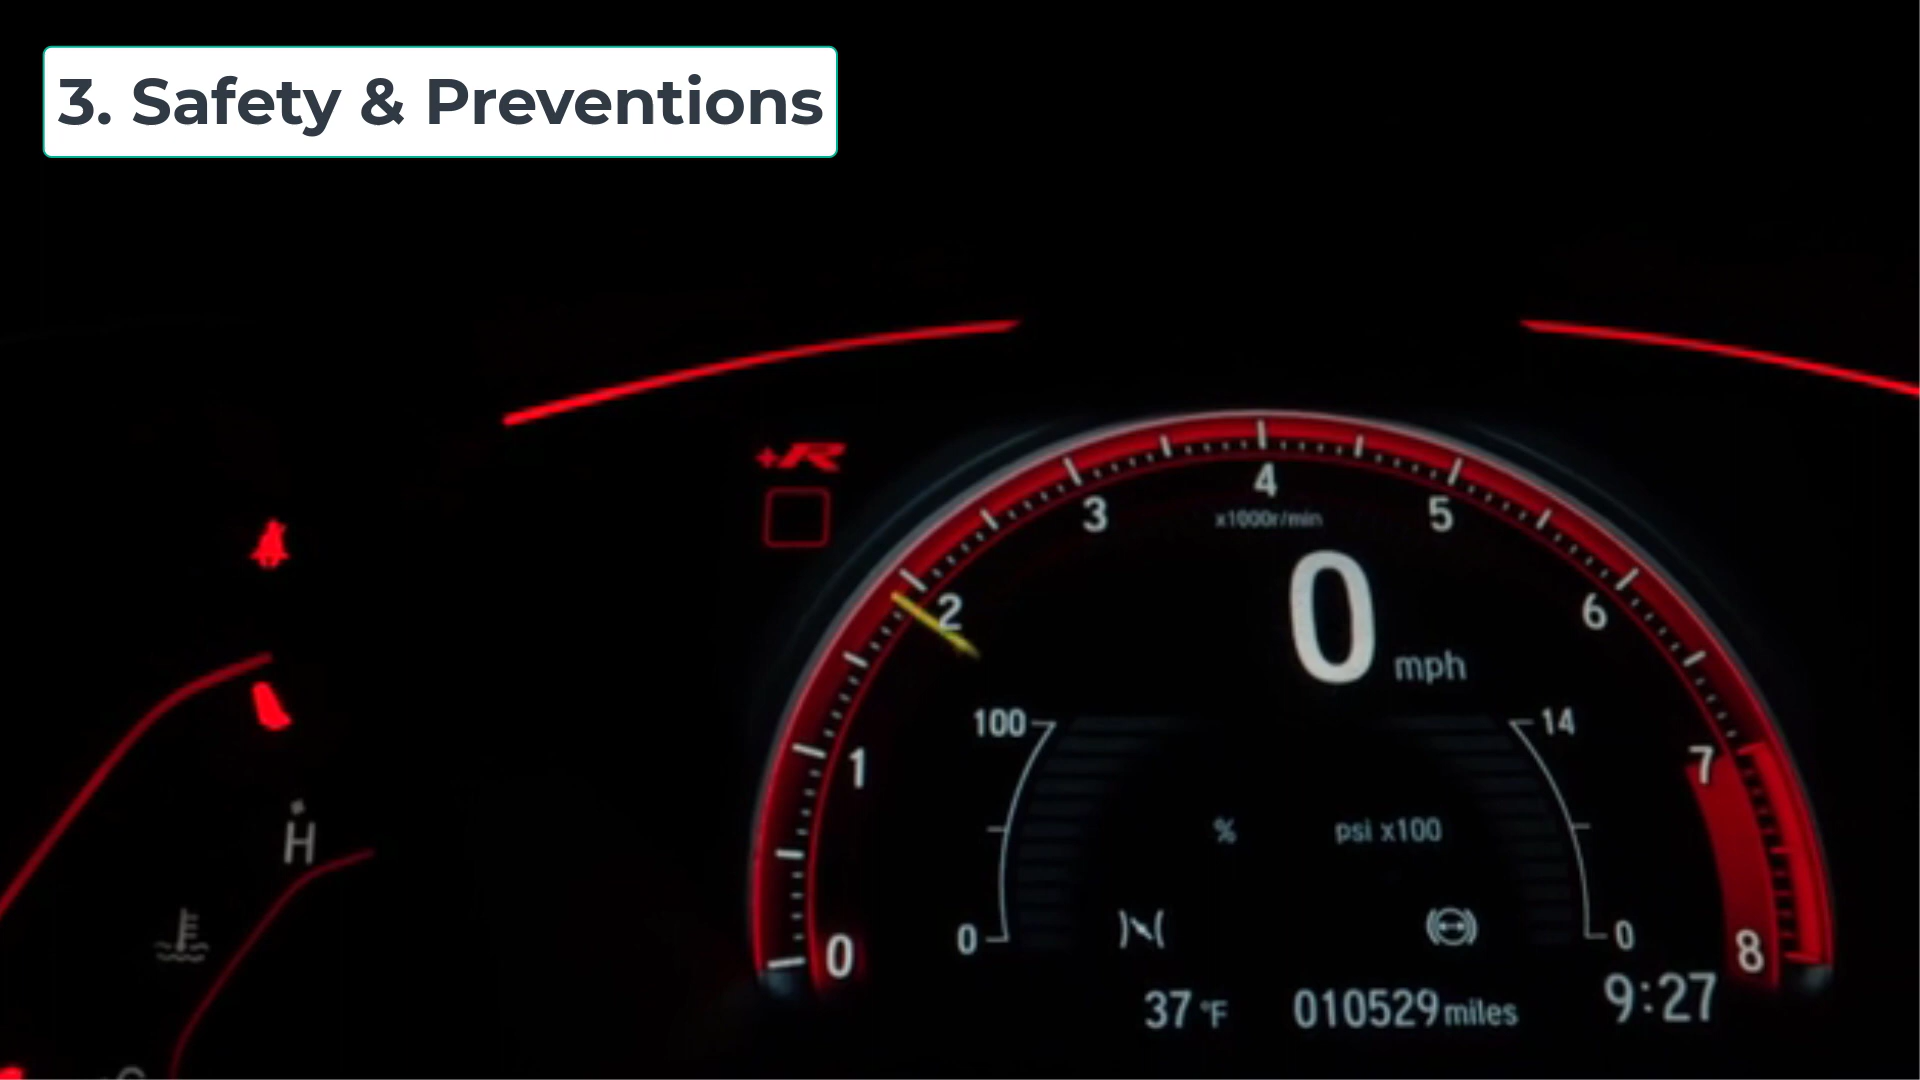 3. Safety & Preventions
+R
4
3
5
x1000r/min
2
0 mph
6
100
14
1
7
H
% psi x100
0
0
0
8
37 °F 010529 miles 9:27
C